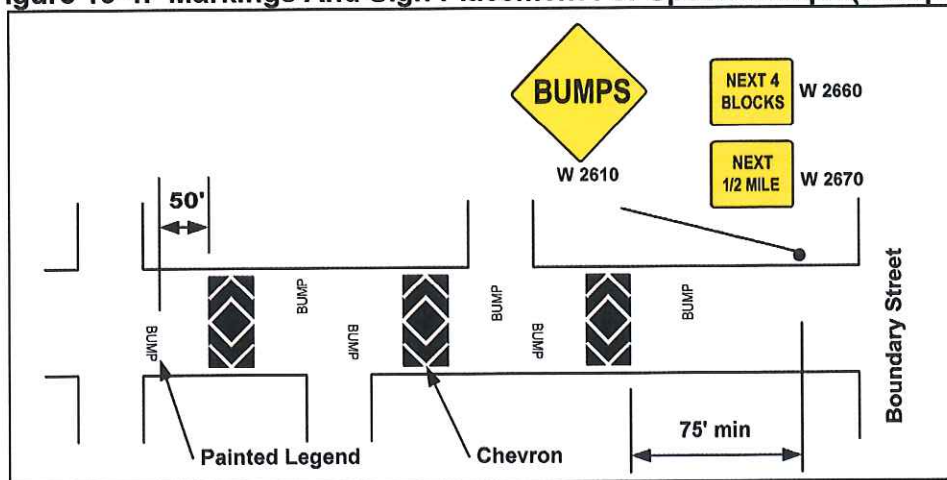 BUMPS
NEXT 4
BLOCKS
W 2660
W 2610
NEXT
1/2 MILE
W 2670
50'
BUMP
BUMP
BUMP
BUMP
BUMP
BUMP
Boundary Street
Painted Legend
Chevron
75' min